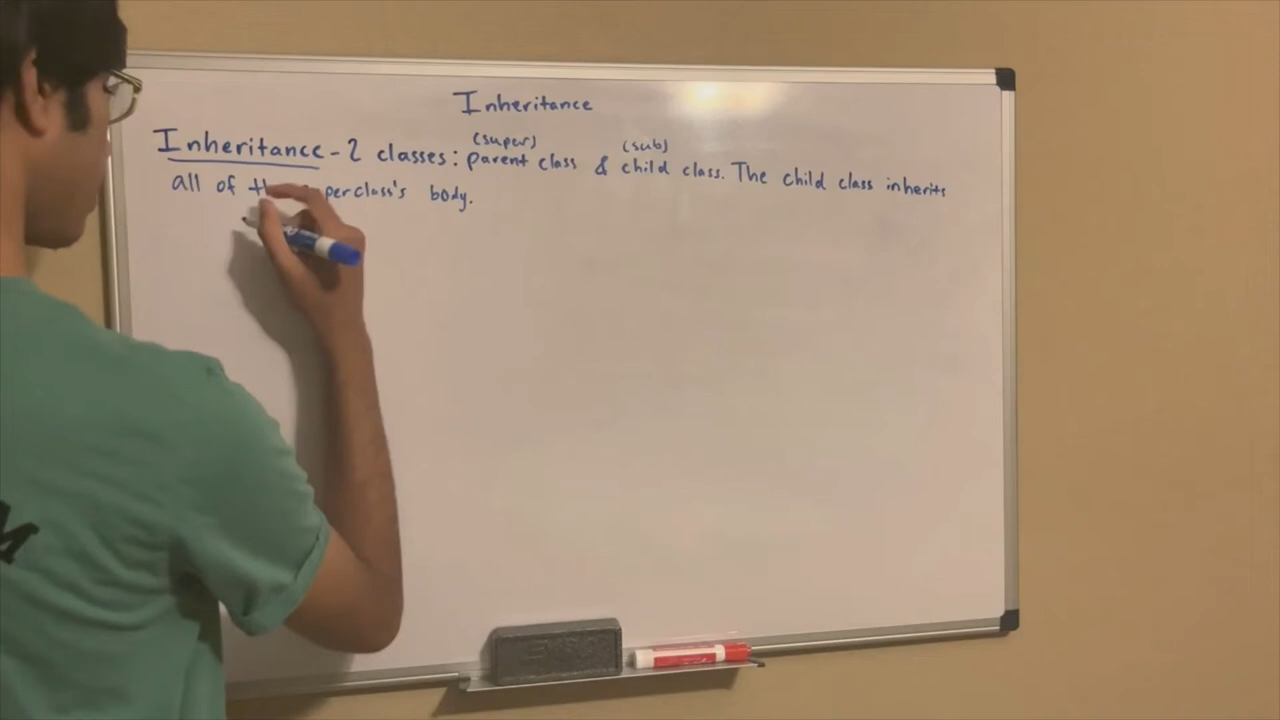 Inheritance
(super) (sub)
Inheritance - 2 classes: parent class & child class. The child class inherits
all of perclass's body.